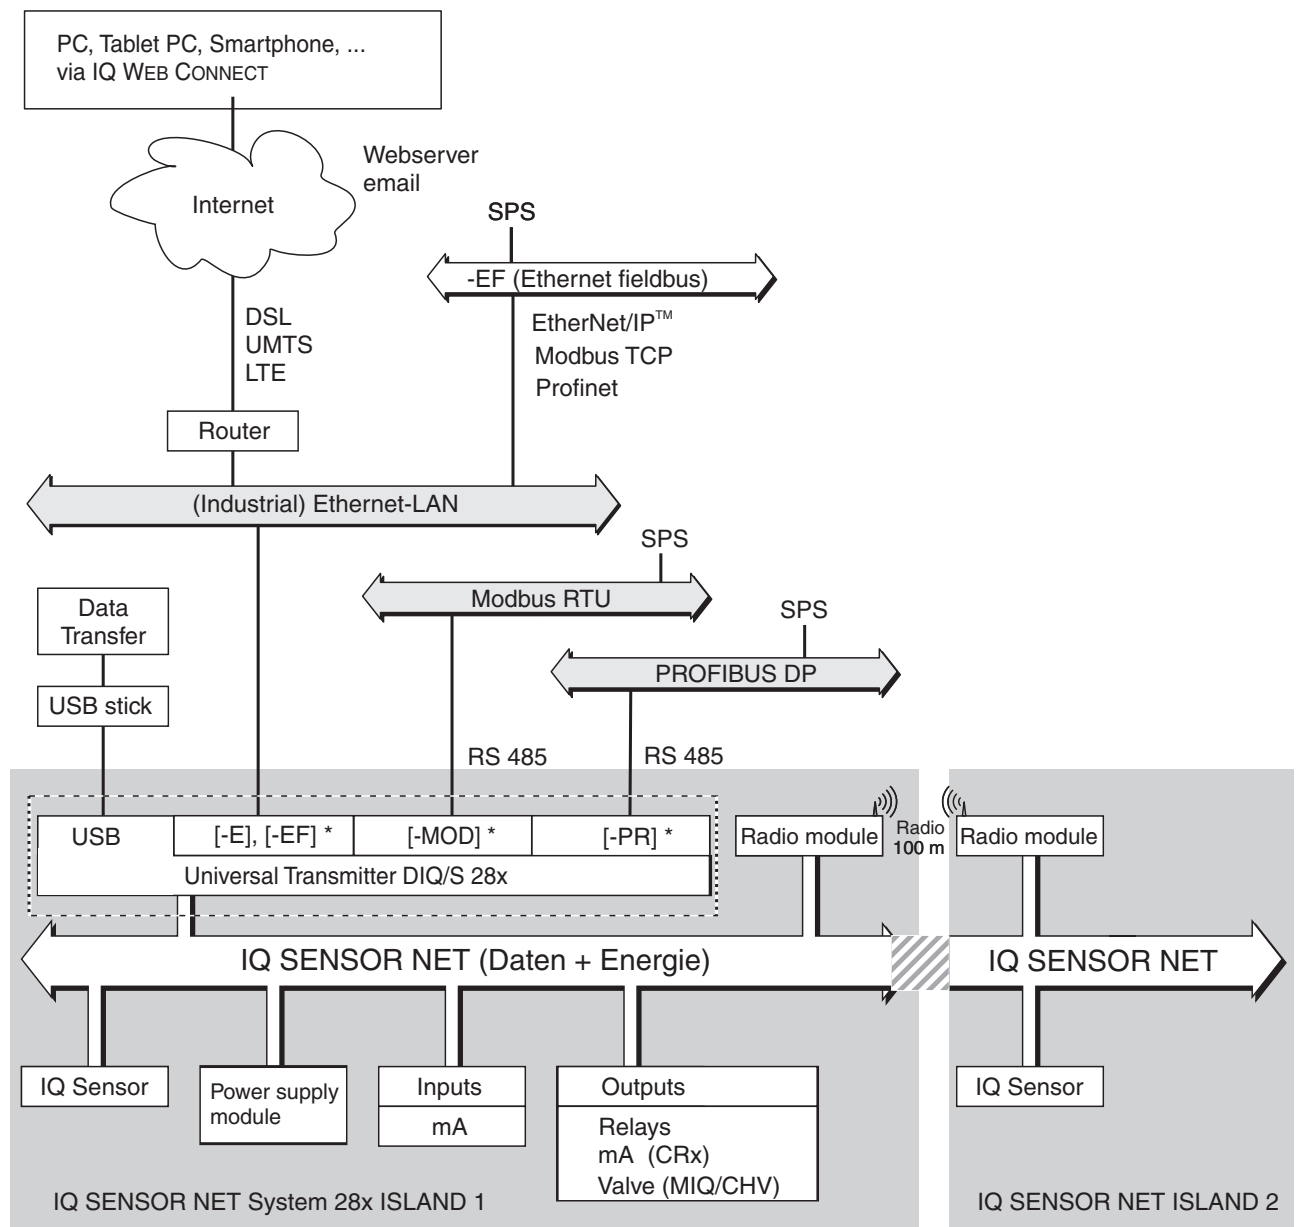 PC, Tablet PC, Smartphone, ...
via IQ WEB CONNECT
Webserver
email
Internet
SPS
-EF (Ethernet fieldbus)
DSL
UMTS
LTE
EtherNet/IP™
Modbus TCP
Profinet
Router
(Industrial) Ethernet-LAN
SPS
Modbus RTU
Data
Transfer
SPS
PROFIBUS DP
USB stick
RS 485
RS 485
USB
[-E], [-EF] *
[-MOD] *
[-PR] *
Universal Transmitter DIQ/S 28x
Radio module
Radio
100 m
Radio module
IQ SENSOR NET (Daten + Energie)
IQ SENSOR NET
IQ Sensor
Power supply
module
Inputs
mA
Outputs
Relays
mA (CRx)
Valve (MIQ/CHV)
IQ Sensor
IQ SENSOR NET System 28x ISLAND 1
IQ SENSOR NET ISLAND 2